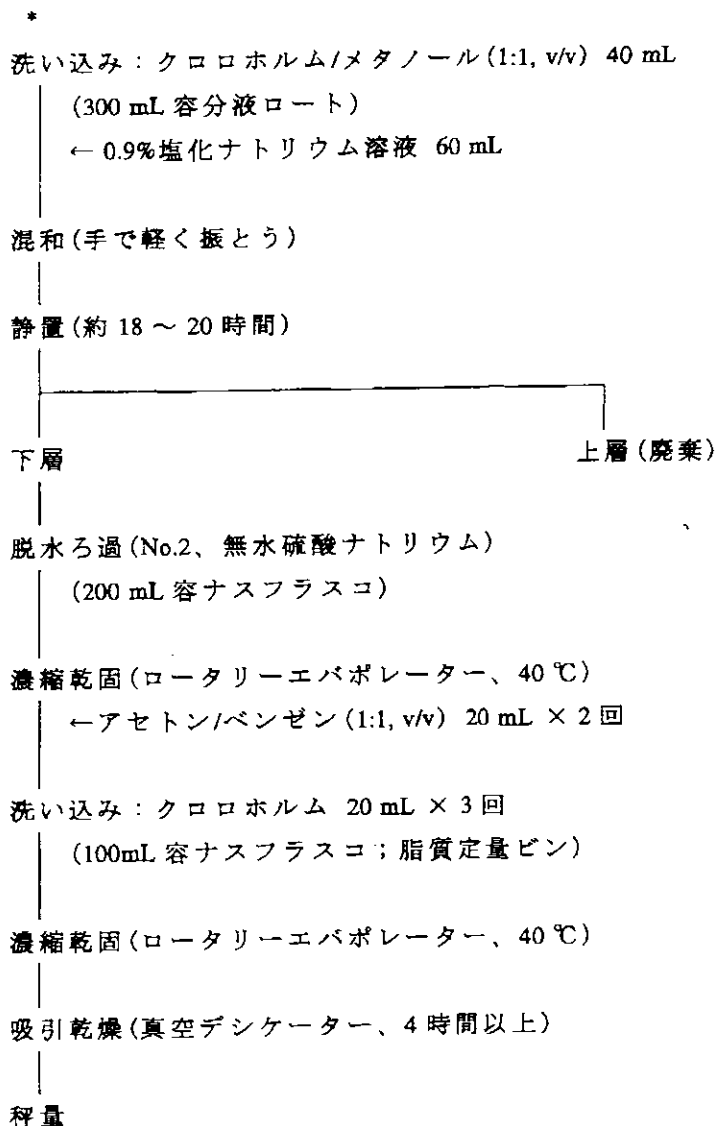 *
洗い込み：クロロホルム/メタノール(1:1, v/v) 40 mL
(300 mL 容分液ロート)
← 0.9%塩化ナトリウム溶液 60 mL
混和(手で軽く振とう)
静置(約 18 ～ 20 時間)
下層
上層(廃棄)
脱水ろ過(No.2、無水硫酸ナトリウム)
(200 mL 容ナスフラスコ)
濃縮乾固(ロータリーエバポレーター、40 ℃)
←アセトン/ベンゼン(1:1, v/v) 20 mL × 2 回
洗い込み：クロロホルム 20 mL × 3 回
(100mL 容ナスフラスコ；脂質定量ビン)
濃縮乾固(ロータリーエバポレーター、40 ℃)
吸引乾燥(真空デシケーター、4 時間以上)
秤量